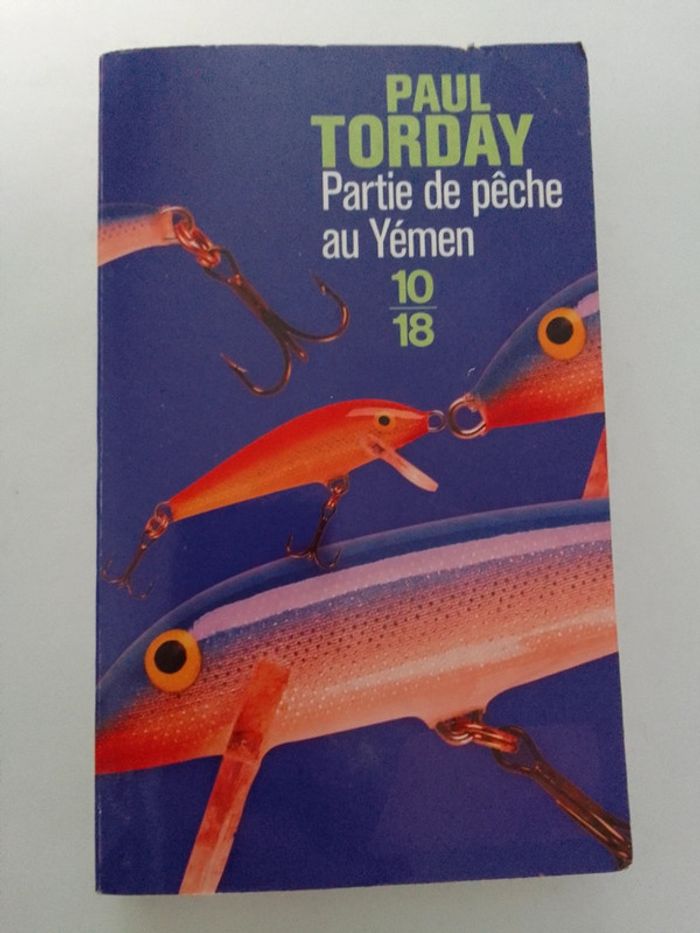 PAUL
TORDAY
Partie de pêche
au Yémen
10
18